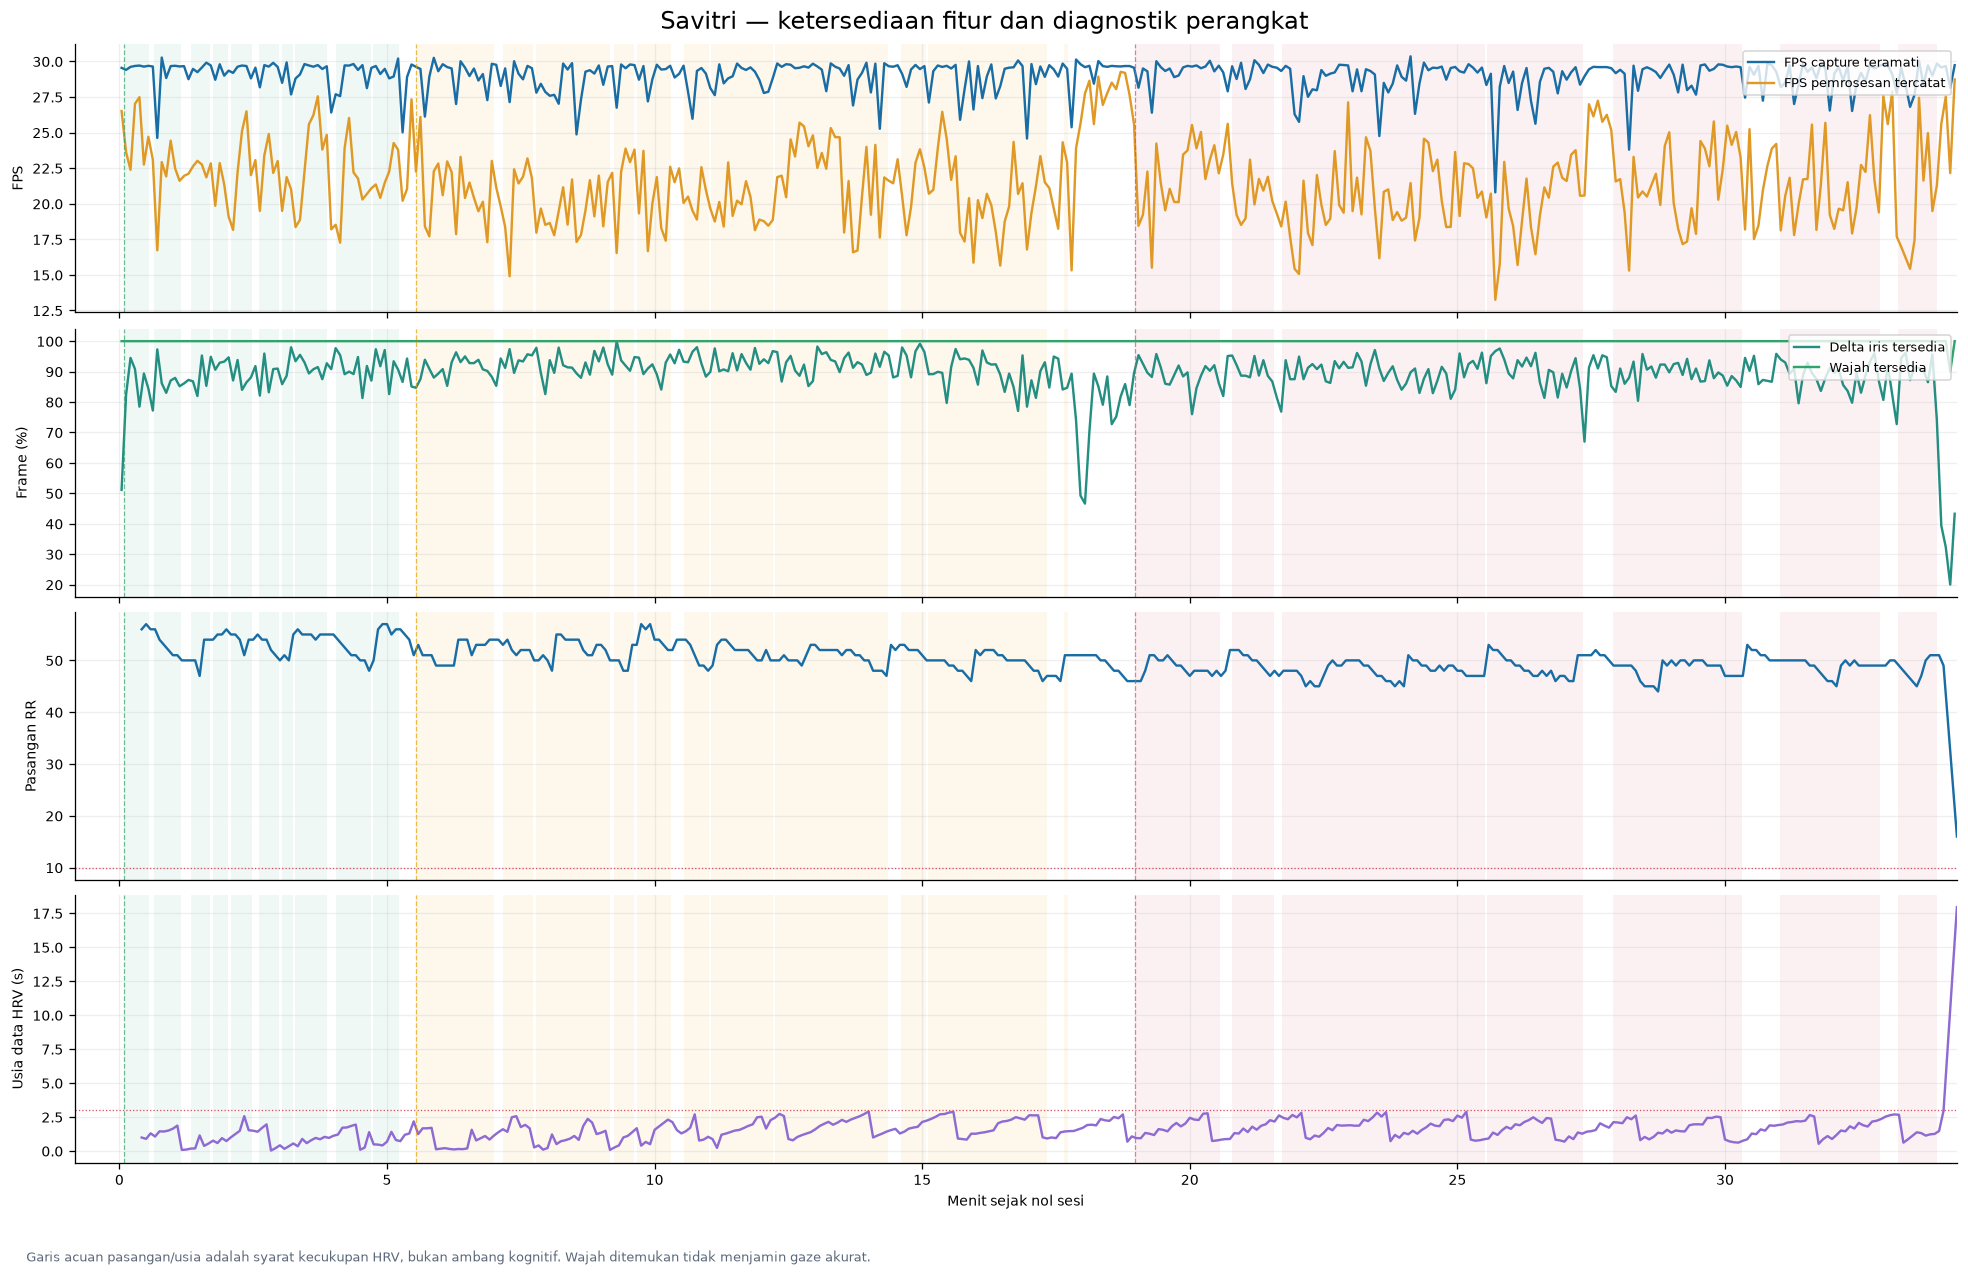 Savitri — ketersediaan fitur dan diagnostik perangkat
FPS
30.0
27.5
25.0
22.5
20.0
17.5
15.0
12.5
FPS capture teramati
FPS pemrosesan tercatat
Frame (%)
100
90
80
70
60
50
40
30
20
Delta iris tersedia
Wajah tersedia
Pasangan RR
50
40
30
20
10
Usia data HRV (s)
17.5
15.0
12.5
10.0
7.5
5.0
2.5
0.0
0 5 10 15 20 25 30
Menit sejak nol sesi
Garis acuan pasangan/usia adalah syarat kecukupan HRV, bukan ambang kognitif. Wajah ditemukan tidak menjamin gaze akurat.